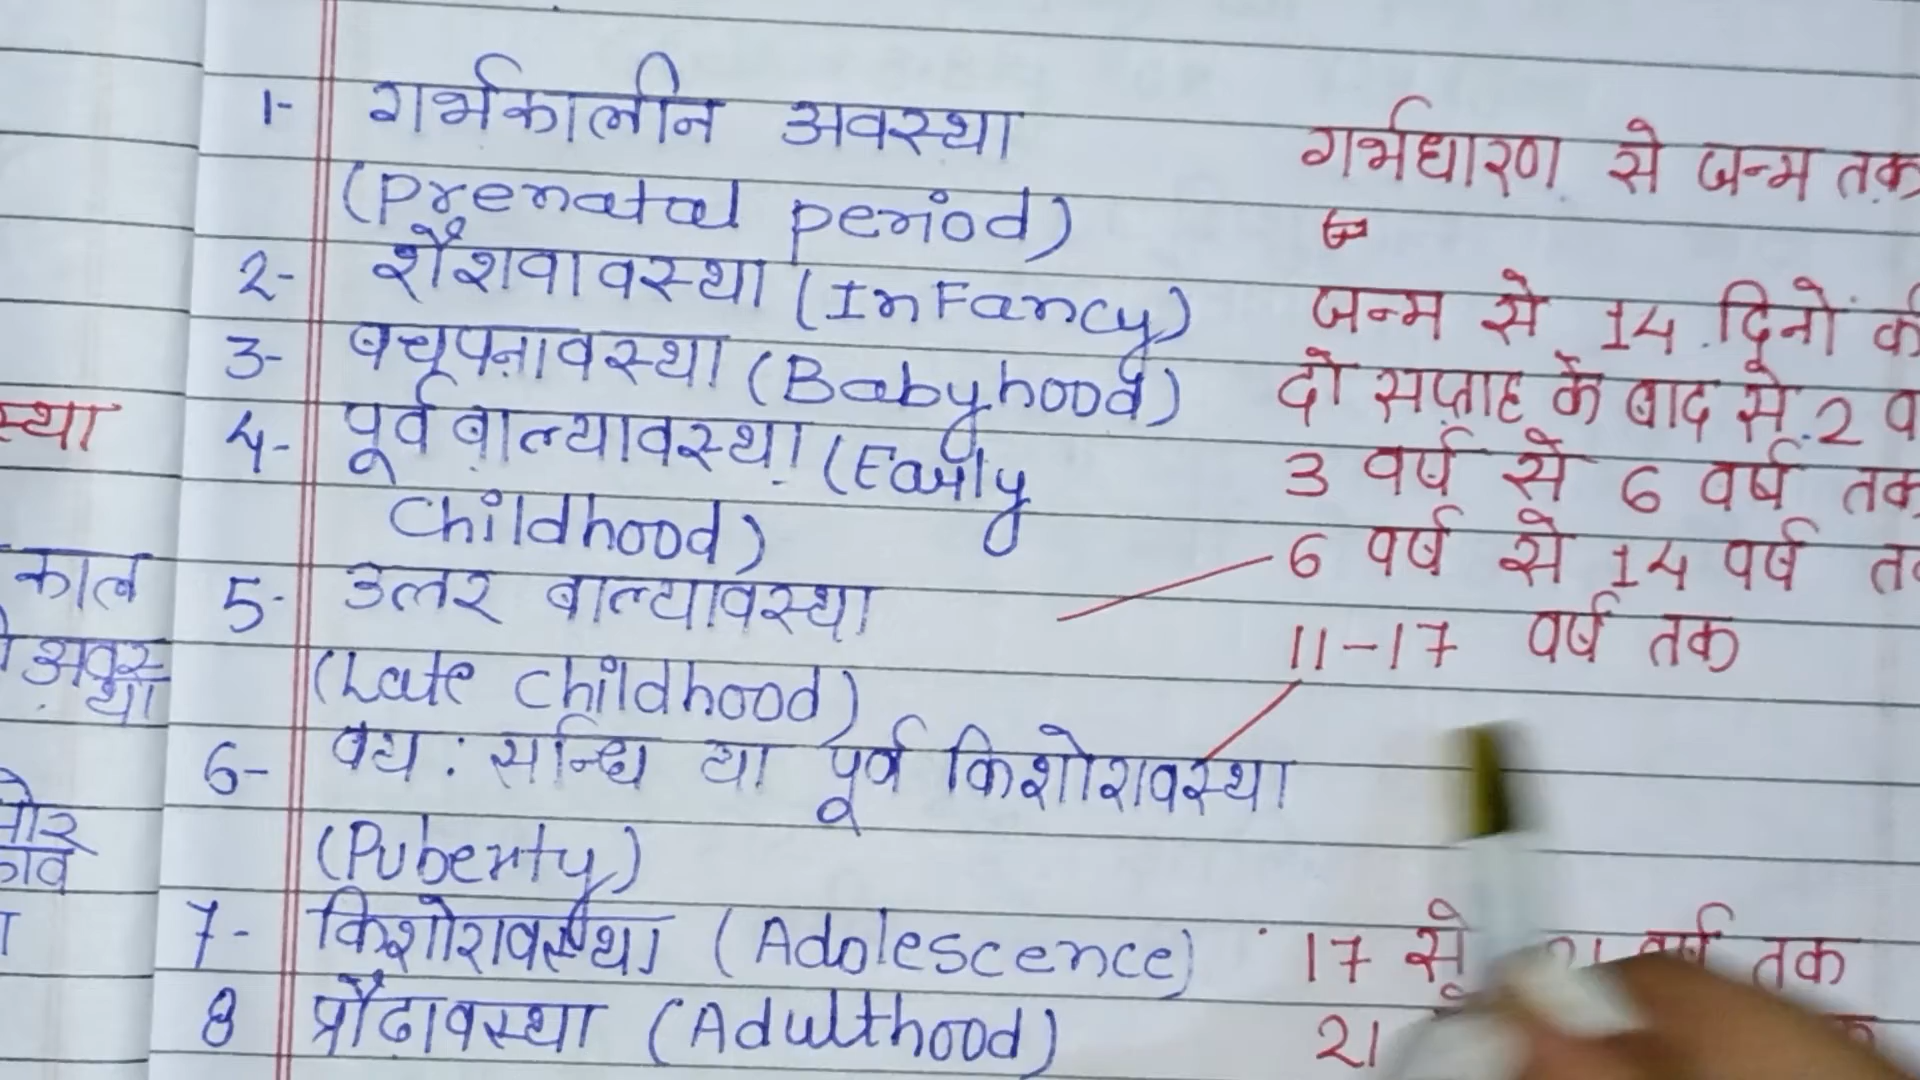 1- गर्भकालीन अवस्था गर्भधारण से जन्म तक
(Prenatal period)
2- शैशवावस्था (InFancy) जन्म से 14 दिनों
3- बचपनावस्था (Babyhood) दो सप्ताह के बाद से 2
स्था 4- पूर्व बाल्यावस्था (Early 3 वर्ष से 6 वर्ष तक
Childhood) 6 वर्ष से 14 वर्ष
काल 5- उत्तर बाल्यावस्था 11-17 वर्ष तक
अवस्था (Late Childhood)
6- वय: सन्धि या पूर्व किशोरावस्था
(Puberty)
7- किशोरावस्था (Adolescence) 17 से 21 वर्ष तक
8 प्रौढावस्था (Adulthood) 21